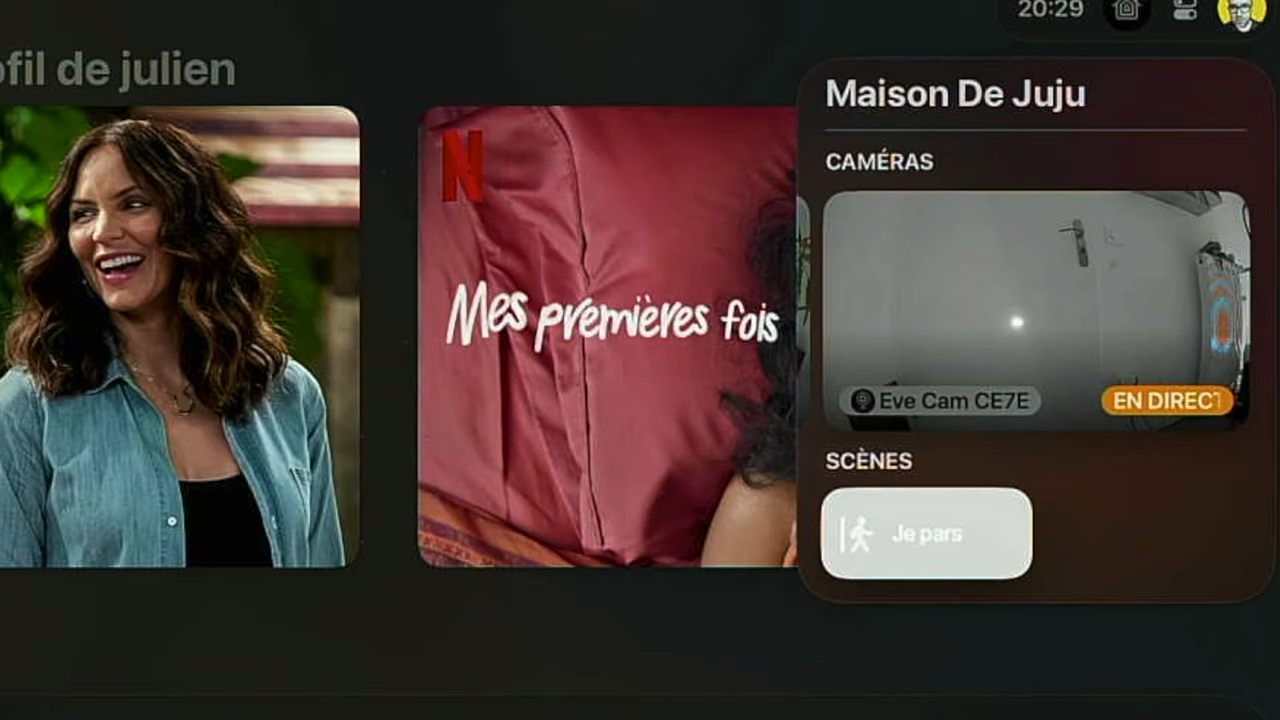 20:29
ofil de julien
Maison De Juju
CAMÉRAS
N
Mes premières fois
Eve Cam CE7E
EN DIRECT
SCÈNES
Je pars